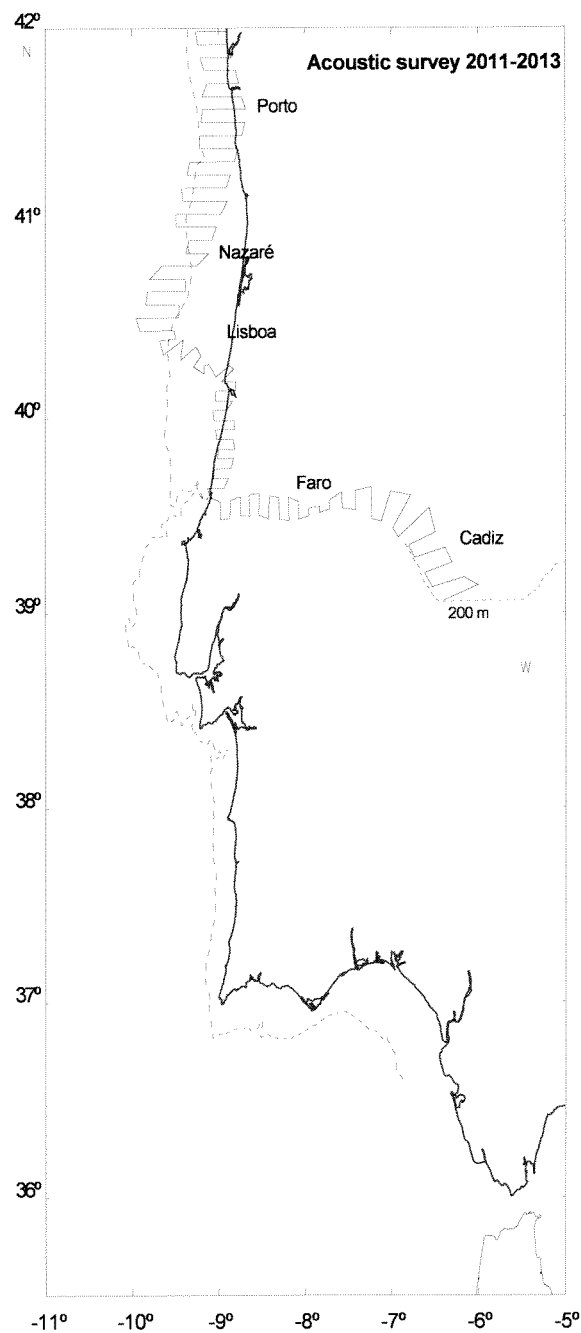 42º
N
Acoustic survey 2011-2013
Porto
41º
Nazaré
Lisboa
40º
Faro
Cadiz
39º
200 m
W
38º
37º
36º
-11º -10º -9º -8º -7º -6º -5º